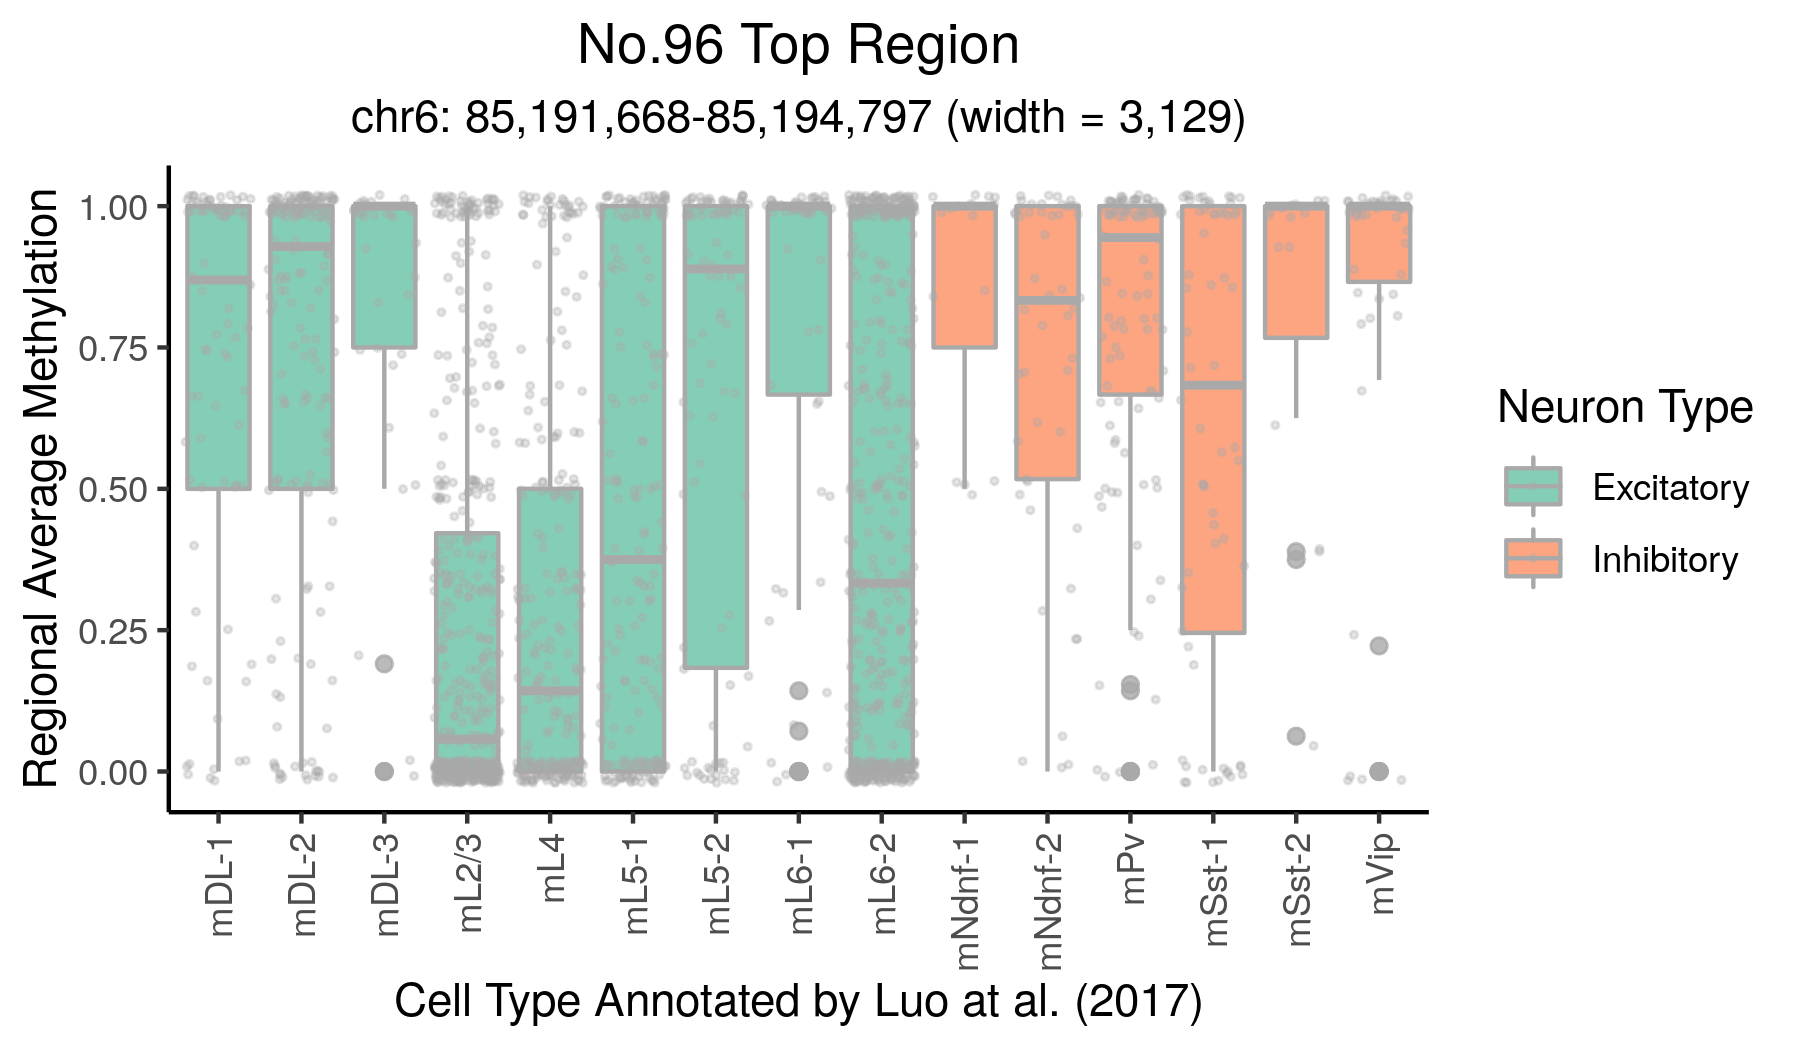 No.96 Top Region
chr6: 85,191,668-85,194,797 (width = 3,129)
Regional Average Methylation
1.00
0.75
0.50
0.25
0.00
mDL-1
mDL-2
mDL-3
mL2/3
mL4
mL5-1
mL5-2
mL6-1
mL6-2
mNdnf-1
mNdnf-2
mPv
mSst-1
mSst-2
mVip
Cell Type Annotated by Luo at al. (2017)
Neuron Type
Excitatory
Inhibitory